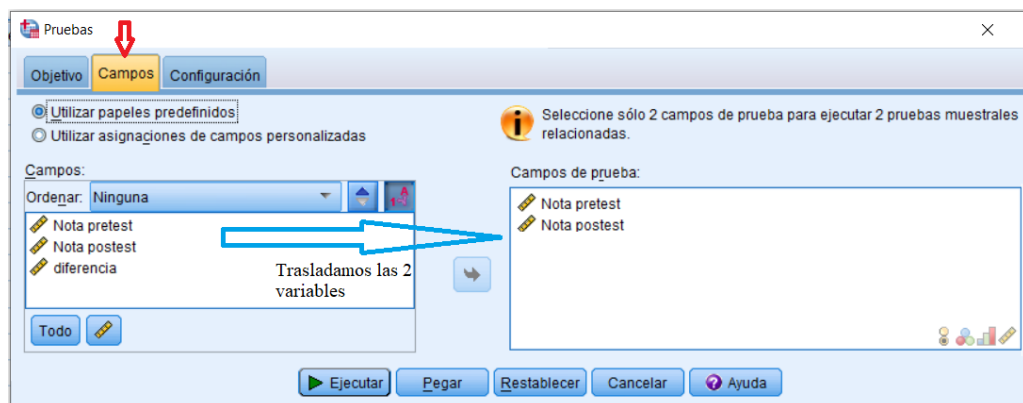 Pruebas
Objetivo
Campos
Configuración
Utilizar papeles predefinidos
Utilizar asignaciones de campos personalizadas
Seleccione sólo 2 campos de prueba para ejecutar 2 pruebas muestrales
relacionadas.
Campos:
Ordenar: Ninguna
Nota pretest
Nota postest
diferencia
Trasladamos las 2
variables
Todo
Campos de prueba:
Nota pretest
Nota postest
Ejecutar
Pegar
Restablecer
Cancelar
Ayuda